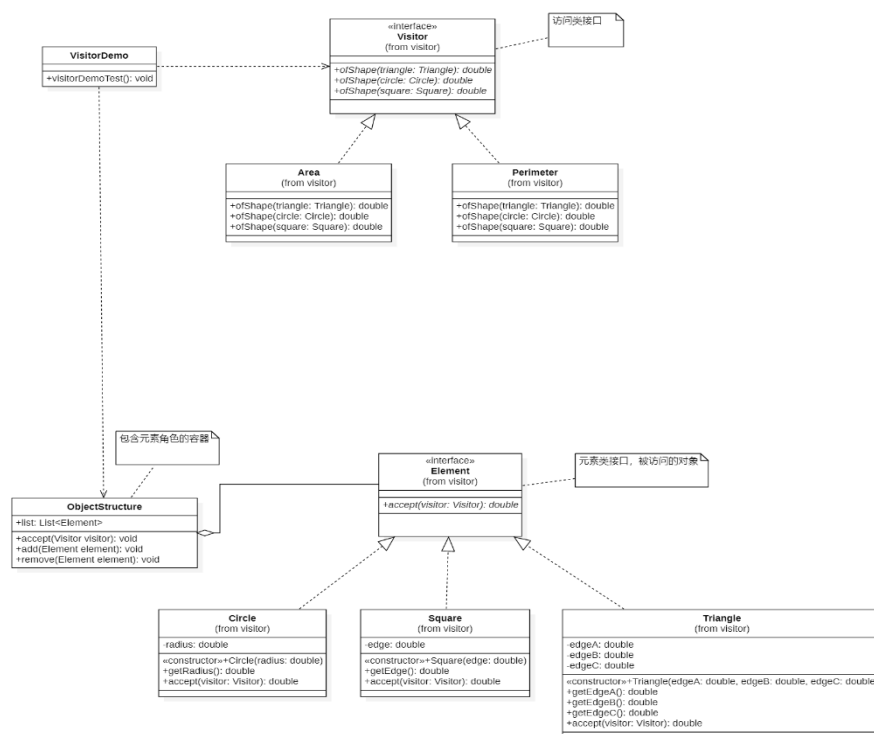 «interface»
Visitor
(from visitor)
+ofShape(triangle: Triangle): double
+ofShape(circle: Circle): double
+ofShape(square: Square): double
访问类接口
VisitorDemo
+visitorDemoTest(): void
Area
(from visitor)
+ofShape(triangle: Triangle): double
+ofShape(circle: Circle): double
+ofShape(square: Square): double
Perimeter
(from visitor)
+ofShape(triangle: Triangle): double
+ofShape(circle: Circle): double
+ofShape(square: Square): double
包含元素角色的容器
«interface»
Element
(from visitor)
+accept(visitor: Visitor): double
元素类接口，被访问的对象
ObjectStructure
+list: List<Element>
+accept(Visitor visitor): void
+add(Element element): void
+remove(Element element): void
Circle
(from visitor)
-radius: double
«constructor»+Circle(radius: double)
+getRadius(): double
+accept(visitor: Visitor): double
Square
(from visitor)
-edge: double
«constructor»+Square(edge: double)
+getEdge(): double
+accept(visitor: Visitor): double
Triangle
(from visitor)
-edgeA: double
-edgeB: double
-edgeC: double
«constructor»+Triangle(edgeA: double, edgeB: double, edgeC: double)
+getEdgeA(): double
+getEdgeB(): double
+getEdgeC(): double
+accept(visitor: Visitor): double